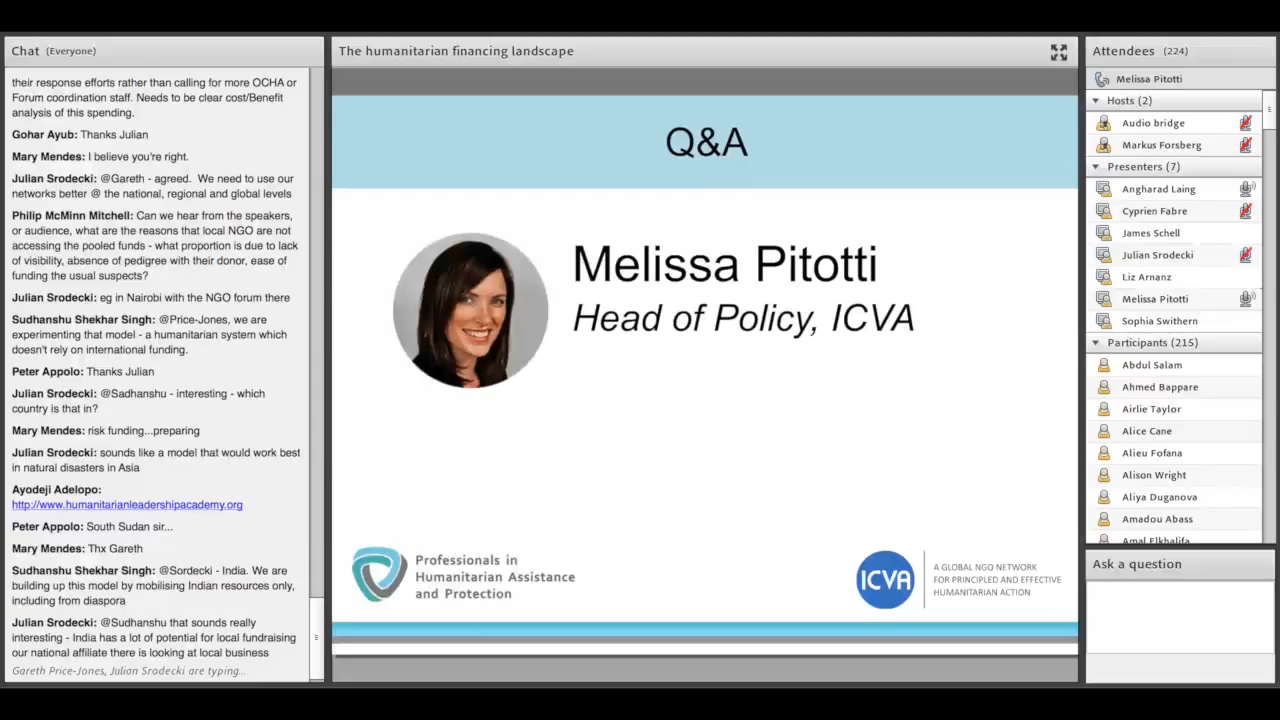 Chat (Everyone)
their response efforts rather than calling for more OCHA or
Forum coordination staff. Needs to be clear cost/Benefit
analysis of this spending.
Gohar Ayub: Thanks Julian
Mary Mendes: I believe you're right.
Julian Srodecki: @Gareth - agreed. We need to use our
networks better @ the national, regional and global levels
Philip McMinn Mitchell: Can we hear from the speakers,
or audience, what are the reasons that local NGO are not
accessing the pooled funds - what proportion is due to lack
of visibility, absence of pedigree with their donor, ease of
funding the usual suspects?
Julian Srodecki: eg in Nairobi with the NGO forum there
Sudhanshu Shekhar Singh: @Price-Jones, we are
experimenting that model - a humanitarian system which
doesn't rely on international funding.
Peter Appolo: Thanks Julian
Julian Srodecki: @Sadhanshu - interesting - which
country is that in?
Mary Mendes: risk funding...preparing
Julian Srodecki: sounds like a model that would work best
in natural disasters in Asia
Ayodeji Adelopo:
http://www.humanitarianleadershipacademy.org
Peter Appolo: South Sudan sir...
Mary Mendes: Thx Gareth
Sudhanshu Shekhar Singh: @Sordecki - India. We are
building up this model by mobilising Indian resources only,
including from diaspora
Julian Srodecki: @Sudhanshu that sounds really
interesting - India has a lot of potential for local fundraising
our national affiliate there is looking at local business
Gareth Price-Jones, Julian Srodecki are typing...
The humanitarian financing landscape
Q&A
Melissa Pitotti
Head of Policy, ICVA
Professionals in
Humanitarian Assistance
and Protection
ICVA
A GLOBAL NGO NETWORK
FOR PRINCIPLED AND EFFECTIVE
HUMANITARIAN ACTION
Attendees (224)
Melissa Pitotti
Hosts (2)
Audio bridge
Markus Forsberg
Presenters (7)
Angharad Laing
Cyprien Fabre
James Schell
Julian Srodecki
Liz Arnanz
Melissa Pitotti
Sophia Swithern
Participants (215)
Abdul Salam
Ahmed Bappare
Airlie Taylor
Alice Cane
Alieu Fofana
Alison Wright
Aliya Duganova
Amadou Abass
Amal Elkhalifa
Ask a question